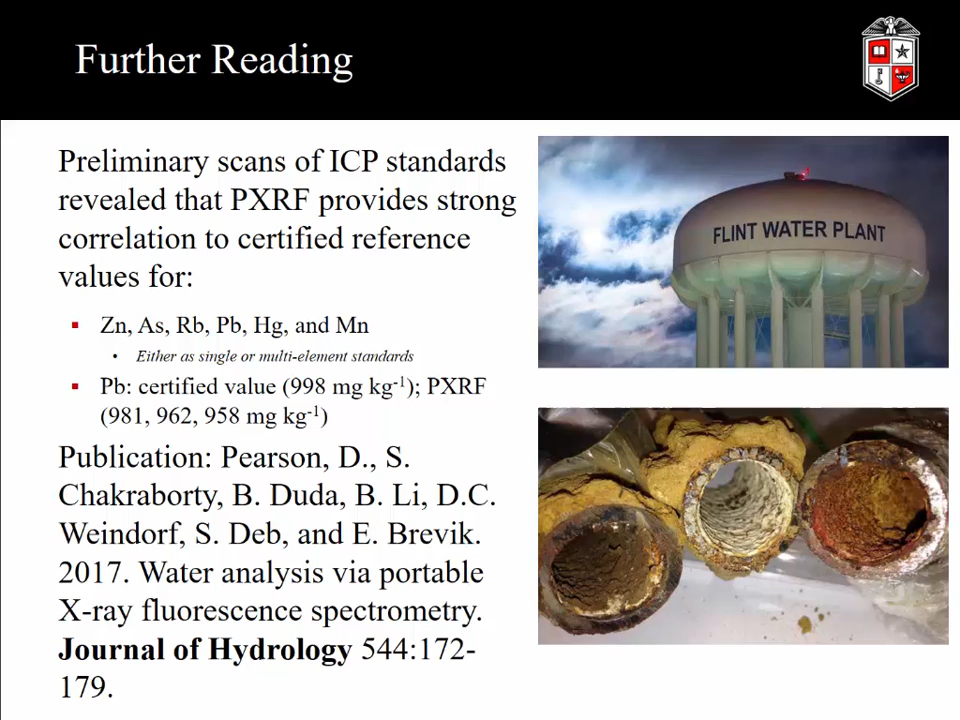 Further Reading
Preliminary scans of ICP standards
revealed that PXRF provides strong
correlation to certified reference
values for:
▪ Zn, As, Rb, Pb, Hg, and Mn
• Either as single or multi-element standards
▪ Pb: certified value (998 mg kg⁻¹); PXRF
(981, 962, 958 mg kg⁻¹)
Publication: Pearson, D., S.
Chakraborty, B. Duda, B. Li, D.C.
Weindorf, S. Deb, and E. Brevik.
2017. Water analysis via portable
X-ray fluorescence spectrometry.
Journal of Hydrology 544:172-
179.
FLINT WATER PLANT